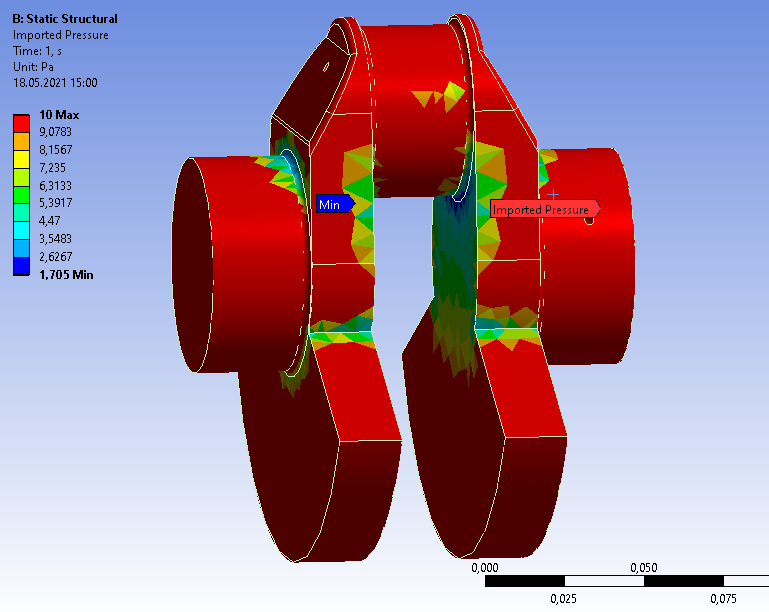 B: Static Structural
Imported Pressure
Time: 1, s
Unit: Pa
18.05.2021 15:00
10 Max
9,0783
8,1567
7,235
6,3133
5,3917
4,47
3,5483
2,6267
1,705 Min
Min
Imported Pressure
0,000
0,050
0,025
0,075